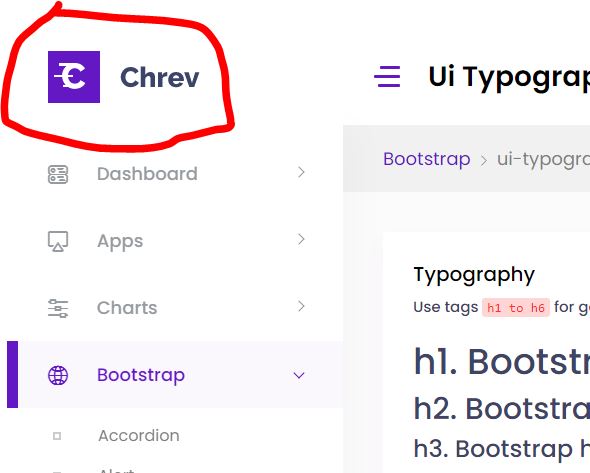 Chrev
Ui Typograp
Dashboard
Bootstrap > ui-typogra
Apps
Typography
Charts
Use tags h1 to h6 for g
h1. Bootstr
Bootstrap
h2. Bootstra
Accordion
h3. Bootstrap h
Alert